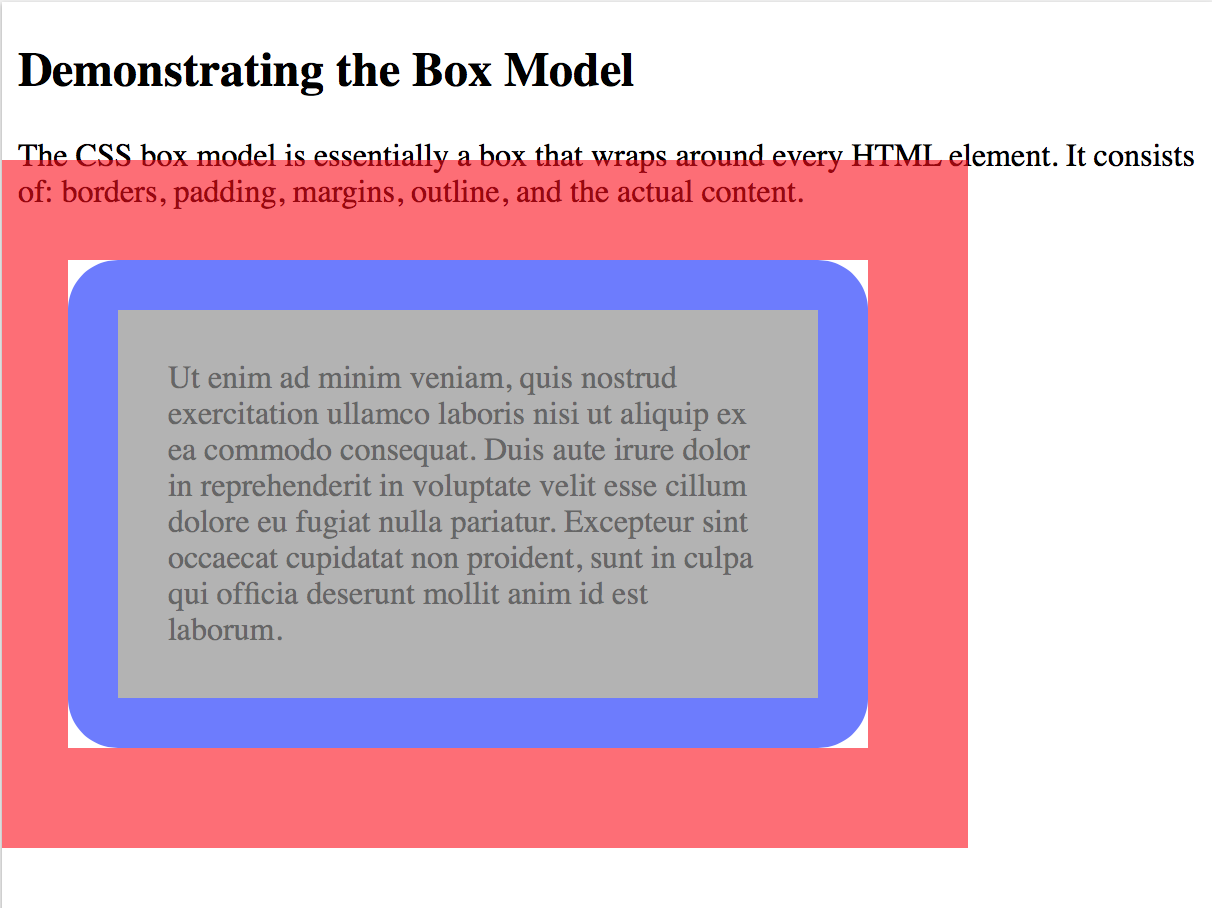 Demonstrating the Box Model
The CSS box model is essentially a box that wraps around every HTML element. It consists
of: borders, padding, margins, outline, and the actual content.
Ut enim ad minim veniam, quis nostrud
exercitation ullamco laboris nisi ut aliquip ex
ea commodo consequat. Duis aute irure dolor
in reprehenderit in voluptate velit esse cillum
dolore eu fugiat nulla pariatur. Excepteur sint
occaecat cupidatat non proident, sunt in culpa
qui officia deserunt mollit anim id est
laborum.